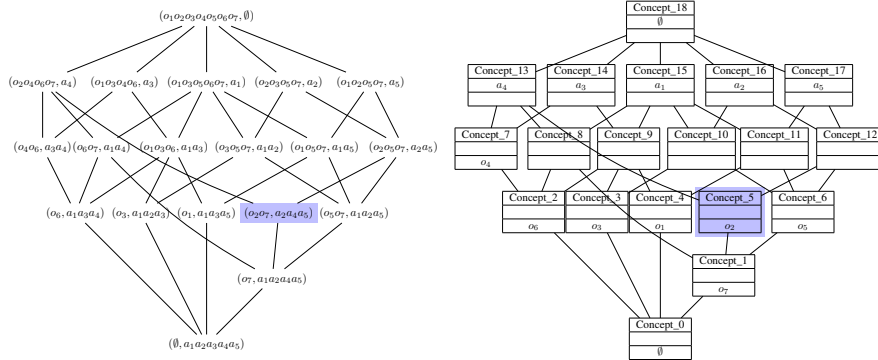 (o₁o₂o₃o₄o₅o₆o₇, ∅)
(o₂o₄o₆o₇, a₄) (o₁o₃o₄o₆, a₃) (o₁o₃o₅o₆o₇, a₁) (o₂o₃o₅o₇, a₂) (o₁o₂o₅o₇, a₅)
(o₄o₆, a₃a₄) (o₆o₇, a₁a₄) (o₁o₃o₆, a₁a₃) (o₃o₅o₇, a₁a₂) (o₁o₅o₇, a₁a₅) (o₂o₅o₇, a₂a₅)
(o₆, a₁a₃a₄) (o₃, a₁a₂a₃) (o₁, a₁a₃a₅) (o₂o₇, a₂a₄a₅) (o₅o₇, a₁a₂a₅)
(o₇, a₁a₂a₄a₅)
(∅, a₁a₂a₃a₄a₅)
Concept_18
∅
Concept_13 Concept_14 Concept_15 Concept_16 Concept_17
a₄ a₃ a₁ a₂ a₅
Concept_7 Concept_8 Concept_9 Concept_10 Concept_11 Concept_12
o₄
Concept_2 Concept_3 Concept_4 Concept_5 Concept_6
o₆ o₃ o₁ o₂ o₅
Concept_1
o₇
Concept_0
∅